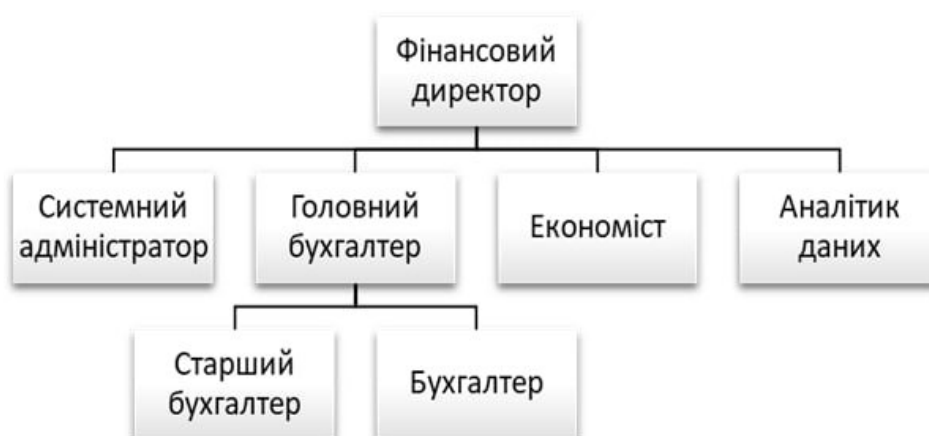 Фінансовий
директор
Системний
адміністратор
Головний
бухгалтер
Економіст
Аналітик
даних
Старший
бухгалтер
Бухгалтер